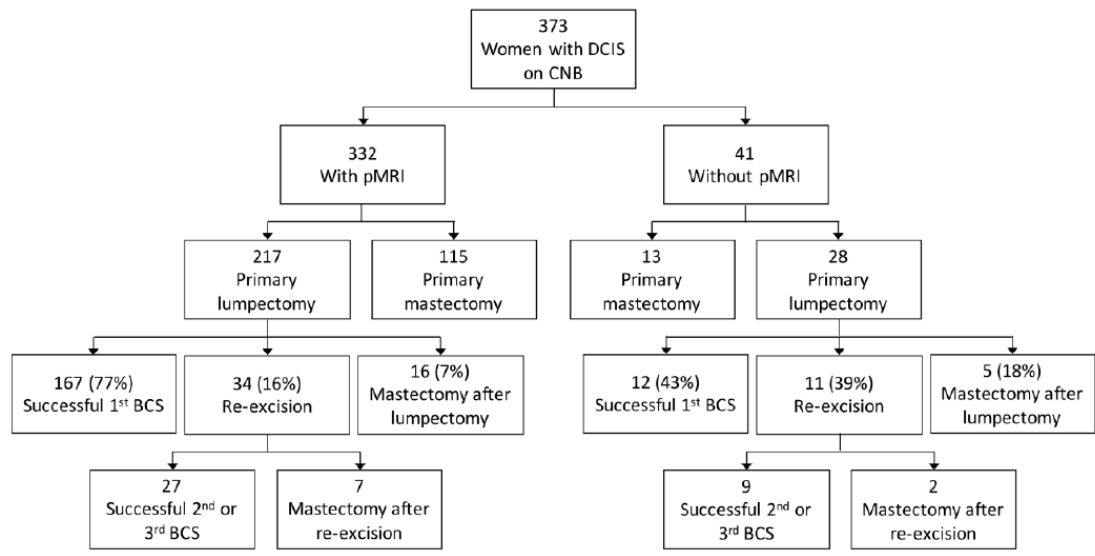 373
Women with DCIS
on CNB
332
With pMRI
41
Without pMRI
217
Primary
lumpectomy
115
Primary
mastectomy
13
Primary
mastectomy
28
Primary
lumpectomy
167 (77%)
Successful 1st BCS
34 (16%)
Re-excision
16 (7%)
Mastectomy after
lumpectomy
12 (43%)
Successful 1st BCS
11 (39%)
Re-excision
5 (18%)
Mastectomy after
lumpectomy
27
Successful 2nd or
3rd BCS
7
Mastectomy after
re-excision
9
Successful 2nd or
3rd BCS
2
Mastectomy after
re-excision